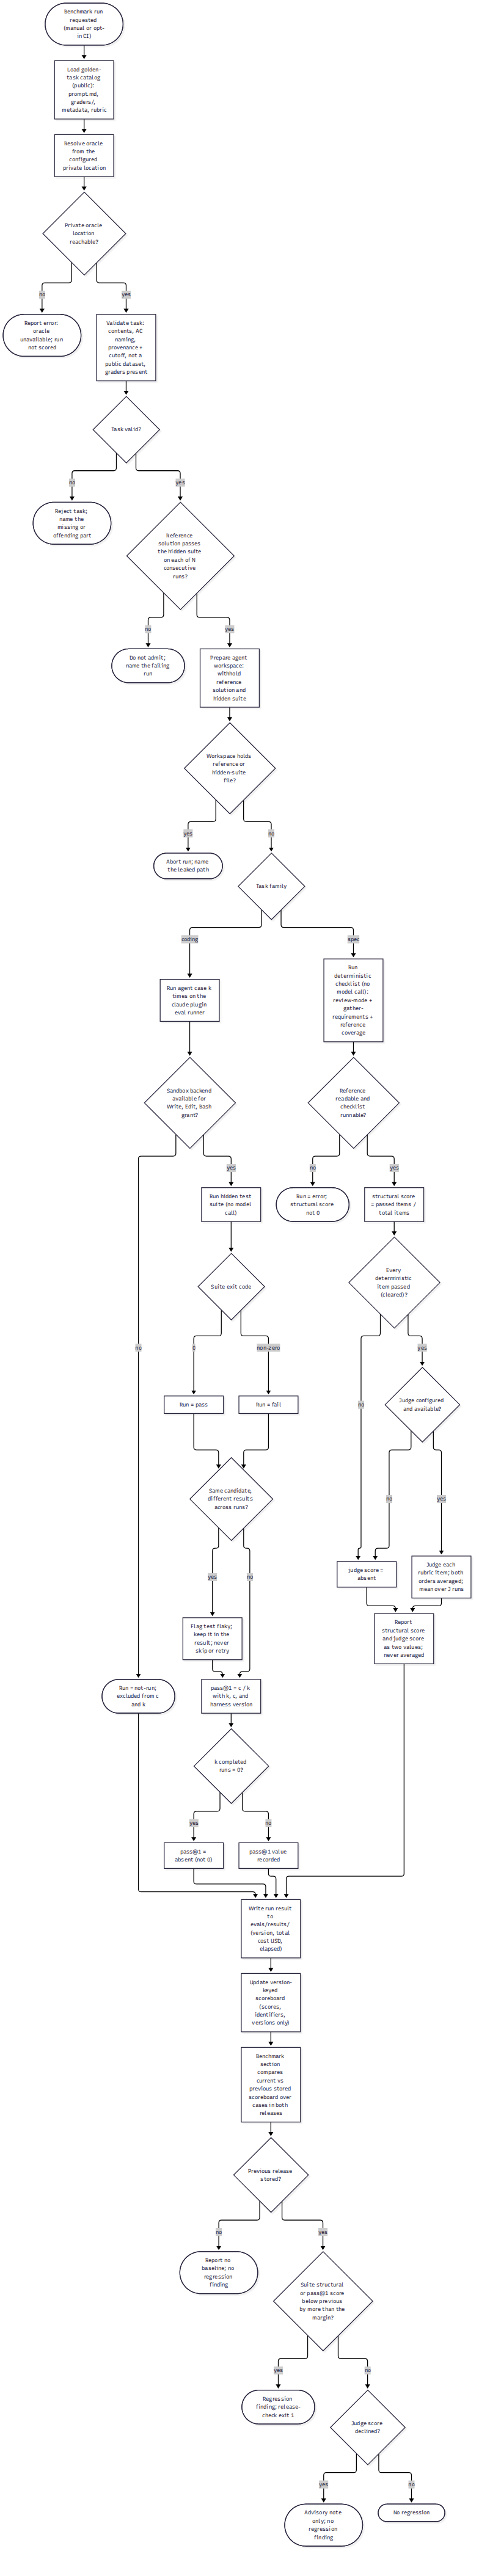 Benchmark run
requested
(manual or opt-
in CI)
Load golden-
task catalog
(public):
prompt.md,
graders/,
metadata, rubric
Resolve oracle
from the
configured
private location
Private oracle
location
reachable?
no
yes
Report error:
oracle
unavailable; run
not scored
Validate task:
contents, AC
naming,
provenance +
cutoff, not a
public dataset,
graders present
Task valid?
no
yes
Reject task;
name the
missing or
offending part
Reference
solution passes
the hidden suite
on each of N
consecutive
runs?
no
yes
Do not admit;
name the failing
run
Prepare agent
workspace:
withhold
reference
solution and
hidden suite
Workspace holds
reference or
hidden-suite
file?
yes
no
Abort run; name
the leaked path
Task family
coding
spec
Run agent case k
times on the
claude plugin
eval runner
Run
deterministic
checklist (no
model call):
review-mode +
gather-
requirements +
reference
coverage
Sandbox backend
available for
Write, Edit, Bash
grant?
Reference
readable and
checklist
runnable?
yes
no
yes
Run hidden test
suite (no model
call)
Run = error;
structural score
not 0
structural score
= passed items /
total items
Suite exit code
Every
deterministic
item passed
(cleared)?
no
0
non-zero
yes
Run = pass
Run = fail
no
Judge configured
and available?
Same candidate,
different results
across runs?
no
yes
yes
no
judge score =
absent
Judge each
rubric item; both
orders averaged;
mean over J runs
Flag test flaky;
keep it in the
result; never
skip or retry
Report
structural score
and judge score
as two values;
never averaged
Run = not-run;
excluded from c
and k
pass@1 = c / k
with k, c, and
harness version
k completed
runs = 0?
yes
no
pass@1 =
absent (not 0)
pass@1 value
recorded
Write run result
to
evals/results/
(version, total
cost USD,
elapsed)
Update version-
keyed
scoreboard
(scores,
identifiers,
versions only)
Benchmark
section
compares
current vs
previous stored
scoreboard over
cases in both
releases
Previous release
stored?
no
yes
Report no
baseline; no
regression
finding
Suite structural
or pass@1 score
below previous
by more than the
margin?
yes
no
Regression
finding; release-
check exit 1
Judge score
declined?
yes
no
Advisory note
only; no
regression
finding
No regression